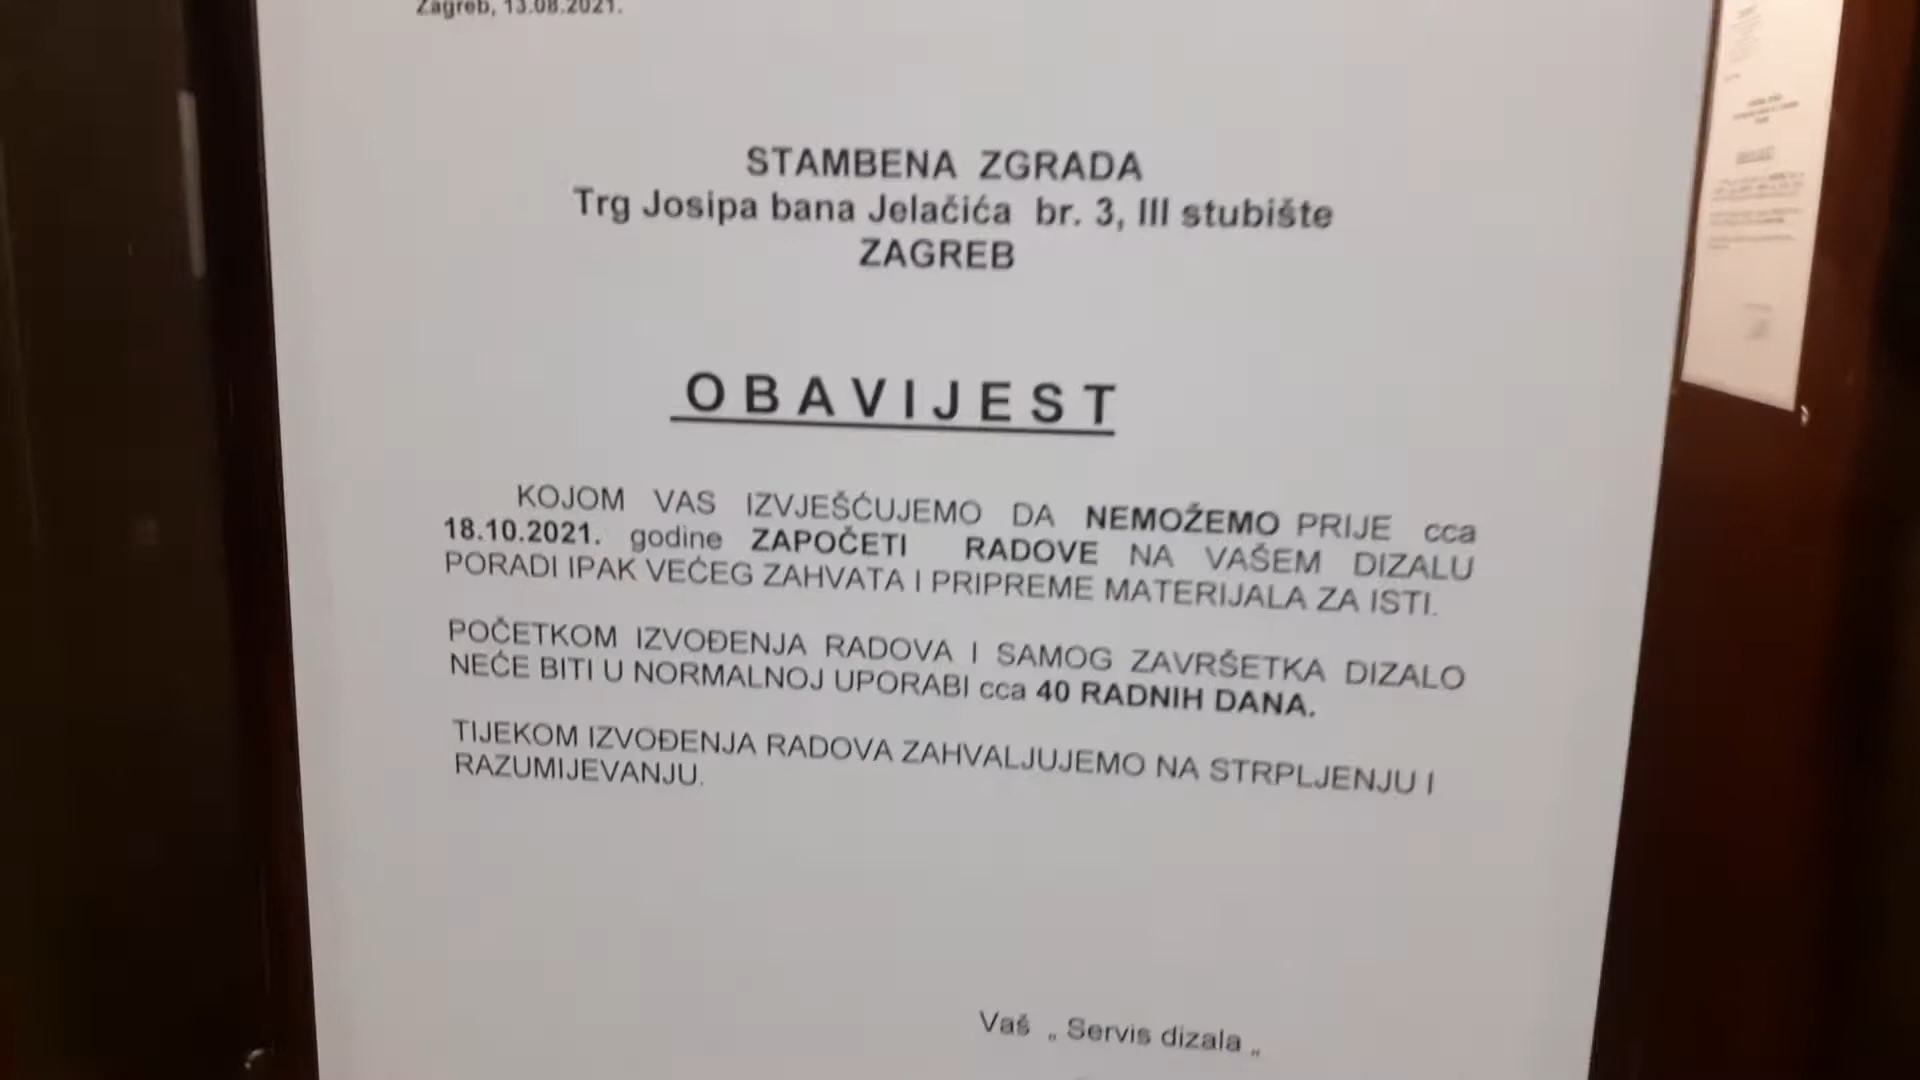 Zagreb, 13.08.2021.
STAMBENA ZGRADA
Trg Josipa bana Jelačića br. 3, III stubište
ZAGREB
OBAVIJEST
KOJOM VAS IZVJEŠĆUJEMO DA NEMOŽEMO PRIJE cca
18.10.2021. godine ZAPOČETI RADOVE NA VAŠEM DIZALU
PORADI IPAK VEĆEG ZAHVATA I PRIPREME MATERIJALA ZA ISTI.
POČETKOM IZVOĐENJA RADOVA I SAMOG ZAVRŠETKA DIZALO
NEĆE BITI U NORMALNOJ UPORABI cca 40 RADNIH DANA.
TIJEKOM IZVOĐENJA RADOVA ZAHVALJUJEMO NA STRPLJENJU I
RAZUMIJEVANJU.
Vaš „ Servis dizala „